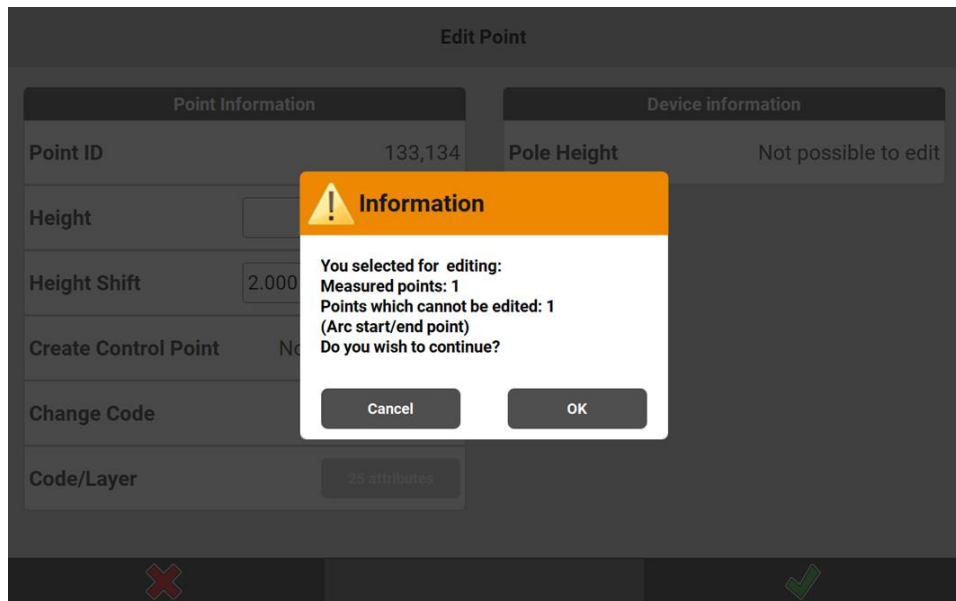 Edit Point
Point Information
Point ID 133,134
Height
Height Shift 2.000
Create Control Point
Change Code
Code/Layer 25 attributes
Device information
Pole Height Not possible to edit
Information
You selected for editing:
Measured points: 1
Points which cannot be edited: 1
(Arc start/end point)
Do you wish to continue?
Cancel OK